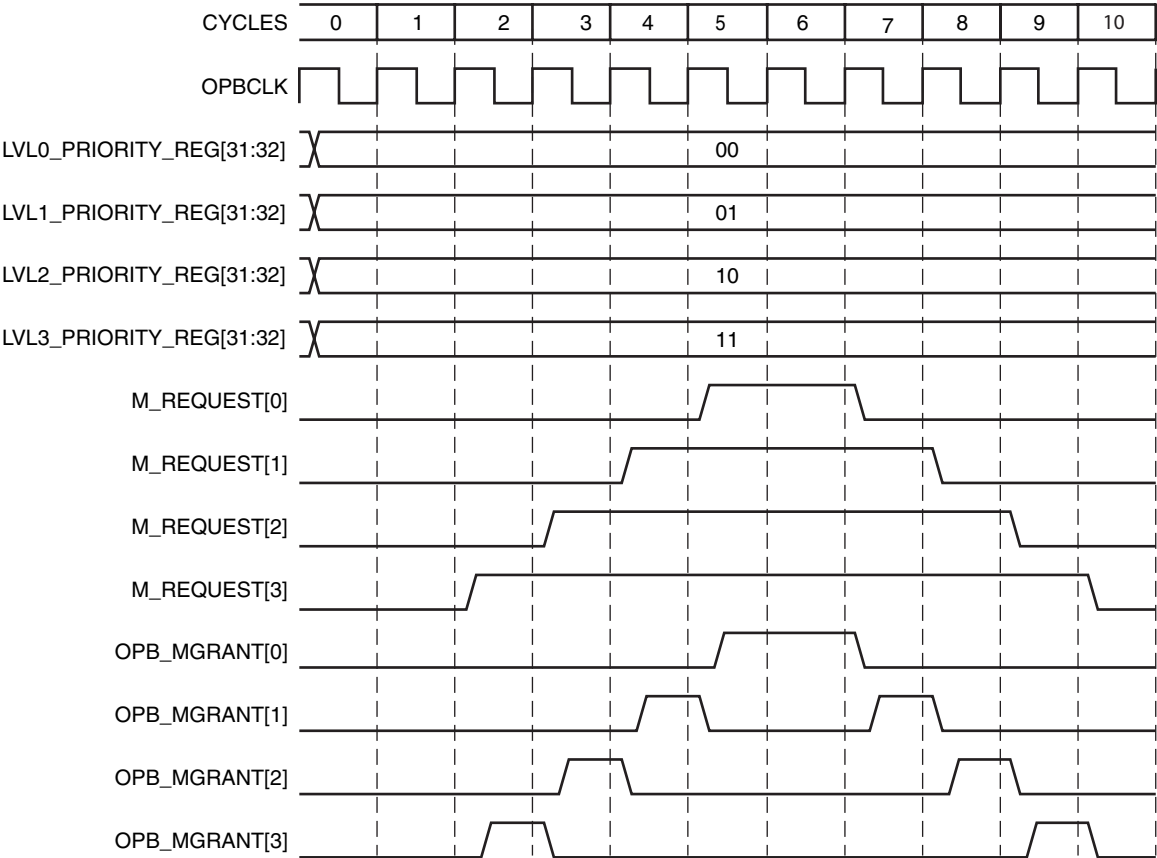 CYCLES 0 1 2 3 4 5 6 7 8 9 10
OPBCLK
LVL0_PRIORITY_REG[31:32] 00
LVL1_PRIORITY_REG[31:32] 01
LVL2_PRIORITY_REG[31:32] 10
LVL3_PRIORITY_REG[31:32] 11
M_REQUEST[0]
M_REQUEST[1]
M_REQUEST[2]
M_REQUEST[3]
OPB_MGRANT[0]
OPB_MGRANT[1]
OPB_MGRANT[2]
OPB_MGRANT[3]